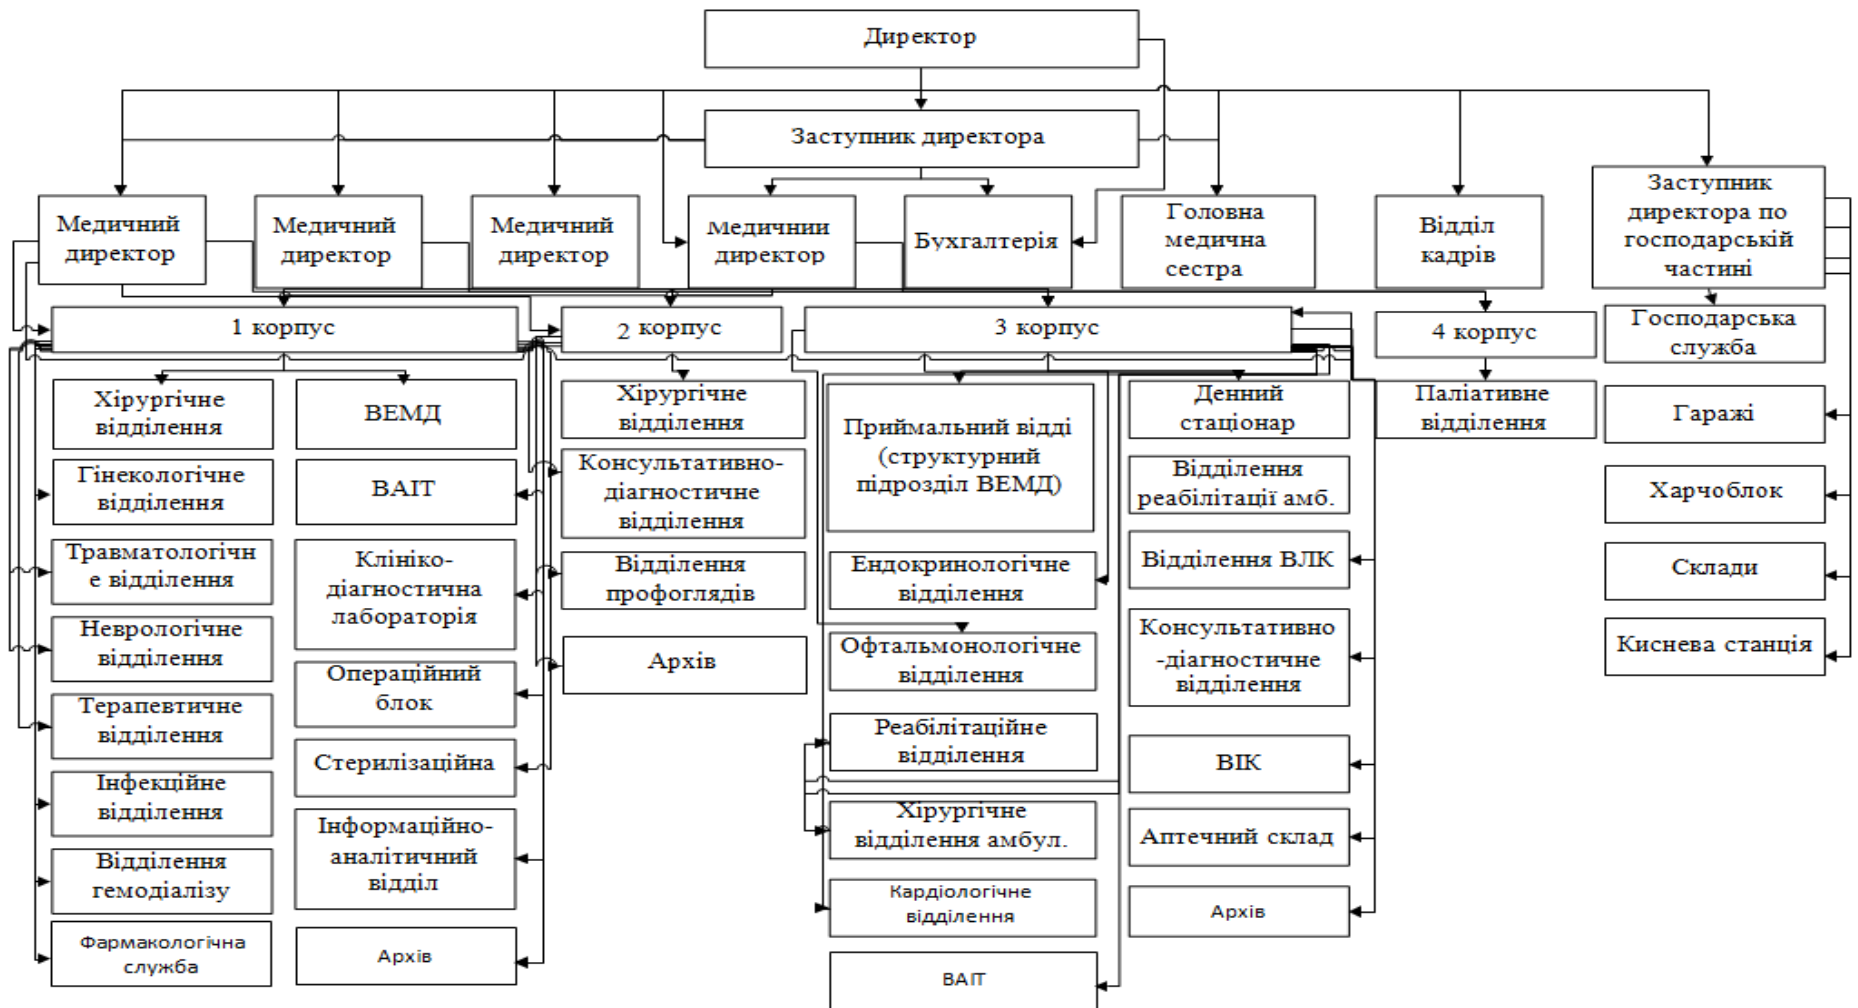 Директор
Заступник директора
Медичний
директор
Медичний
директор
Медичний
директор
Медичний
директор
Бухгалтерія
Головна
медична
сестра
Відділ
кадрів
Заступник
директора по
господарській
частині
1 корпус
2 корпус
3 корпус
4 корпус
Господарська
служба
Хірургічне
відділення
ВЕМД
Хірургічне
відділення
Приймальний відді
(структурний
підрозділ ВЕМД)
Денний
стаціонар
Паліативне
відділення
Гаражі
Гінекологічне
відділення
ВАІТ
Консультативно-
діагностичне
відділення
Відділення
реабілітації амб.
Харчоблок
Травматологічн
е відділення
Клініко-
діагностична
лабораторія
Відділення
профоглядів
Ендокринологічне
відділення
Відділення ВЛК
Склади
Неврологічне
відділення
Операційний
блок
Архів
Офтальмонологічне
відділення
Консультативно
-діагностичне
відділення
Киснева станція
Терапевтичне
відділення
Стерилізаційна
Реабілітаційне
відділення
ВІК
Інфекційне
відділення
Інформаційно-
аналітичний
відділ
Хірургічне
відділення амбул.
Аптечний склад
Відділення
гемодіалізу
Кардіологічне
відділення
Архів
Фармакологічна
служба
Архів
ВАІТ